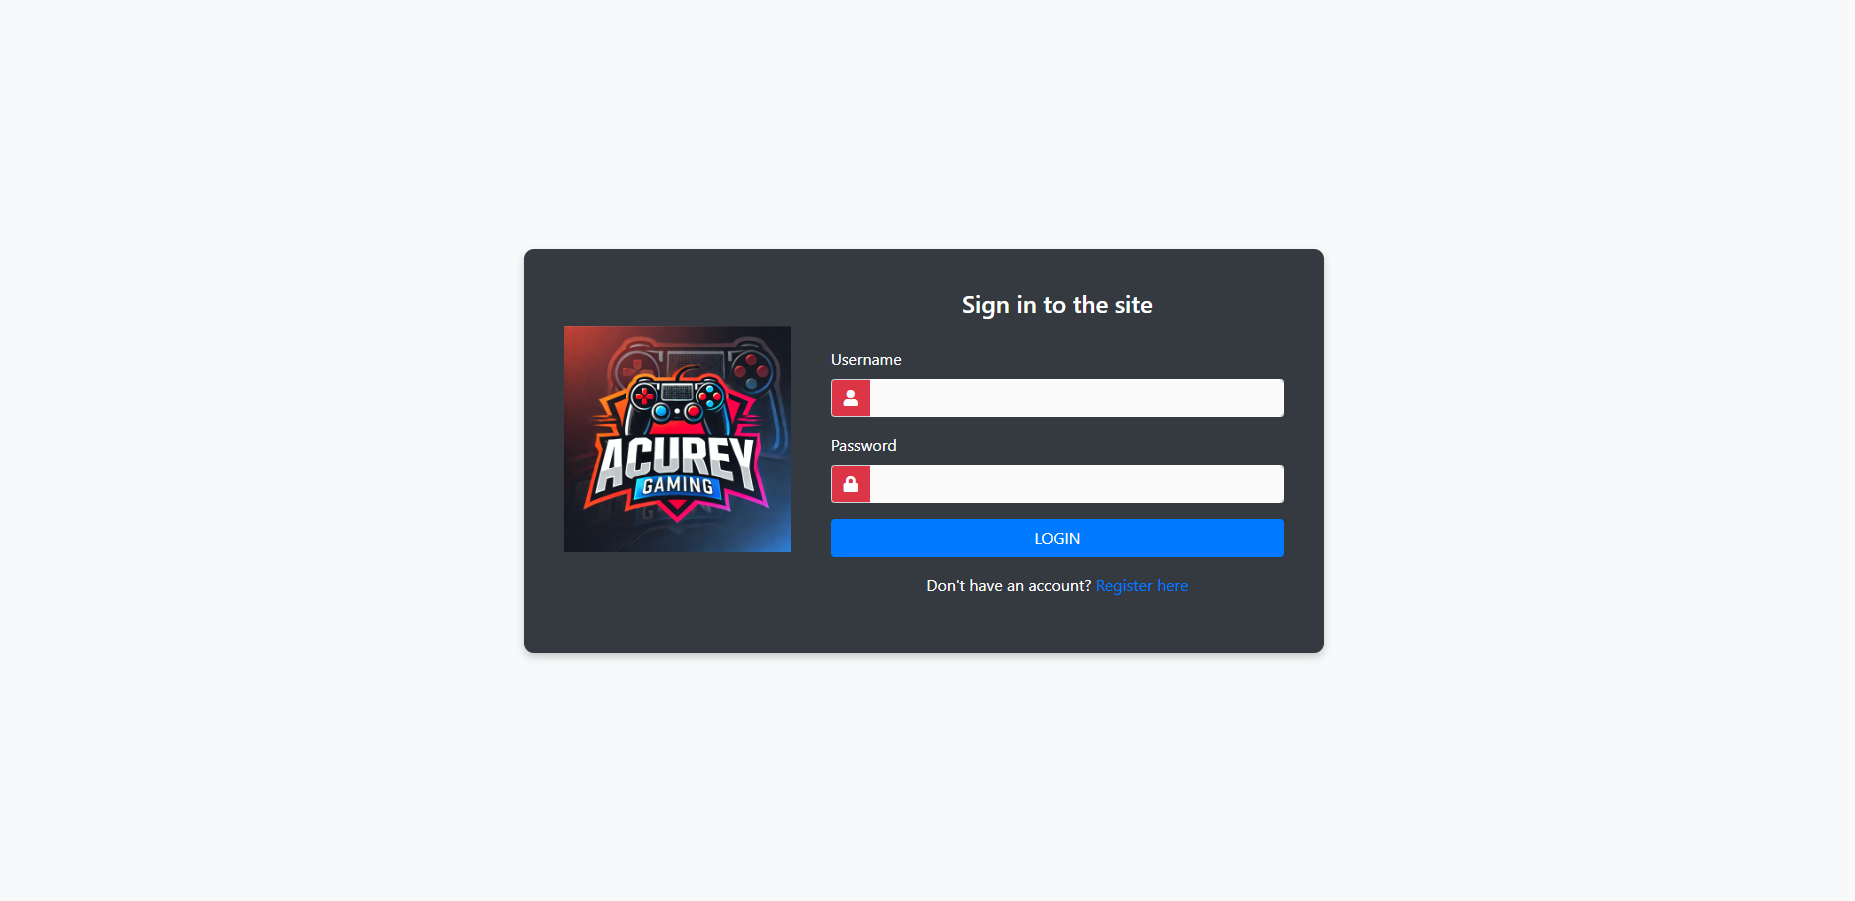 Sign in to the site
ACUREY
GAMING
Username
Password
LOGIN
Don't have an account? Register here